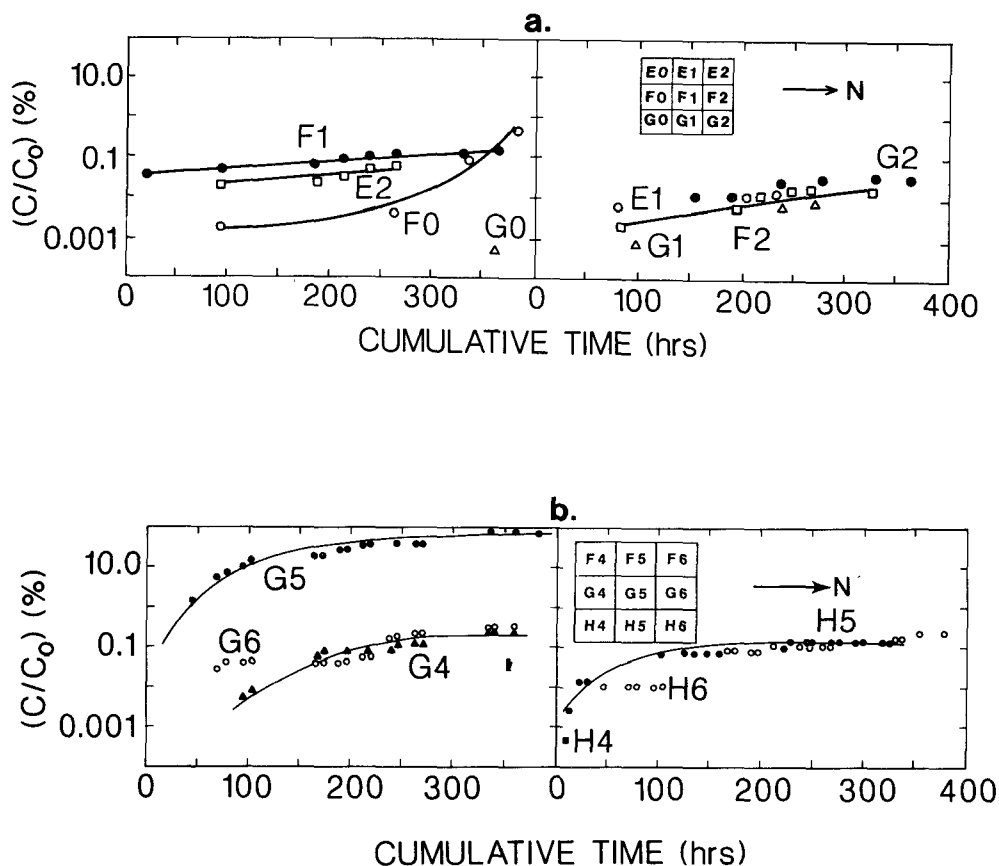 a.
(C/C₀) (%)
10.0
0.1
0.001
F1
E2
F0
G0
E0 E1 E2
F0 F1 F2
G0 G1 G2
N
E1
G1
F2
G2
0 100 200 300 0 100 200 300 400
CUMULATIVE TIME (hrs)
b.
(C/C₀) (%)
10.0
0.1
0.001
G5
G6
G4
F4 F5 F6
G4 G5 G6
H4 H5 H6
N
H5
H6
H4
0 100 200 300 0 100 200 300 400
CUMULATIVE TIME (hrs)